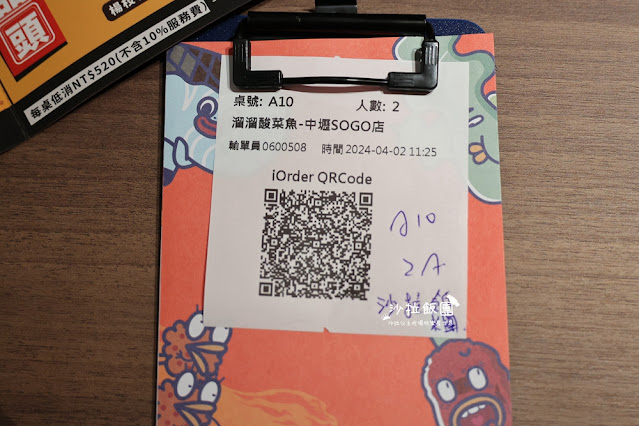 頭
每桌低消NT$520(不含10%服務費)
桌號: A10 人數: 2
溜溜酸菜魚-中壢SOGO店
輸單員 0600508 時間 2024-04-02 11:25
iOrder QRCode
A10
2A
沙拉飯團